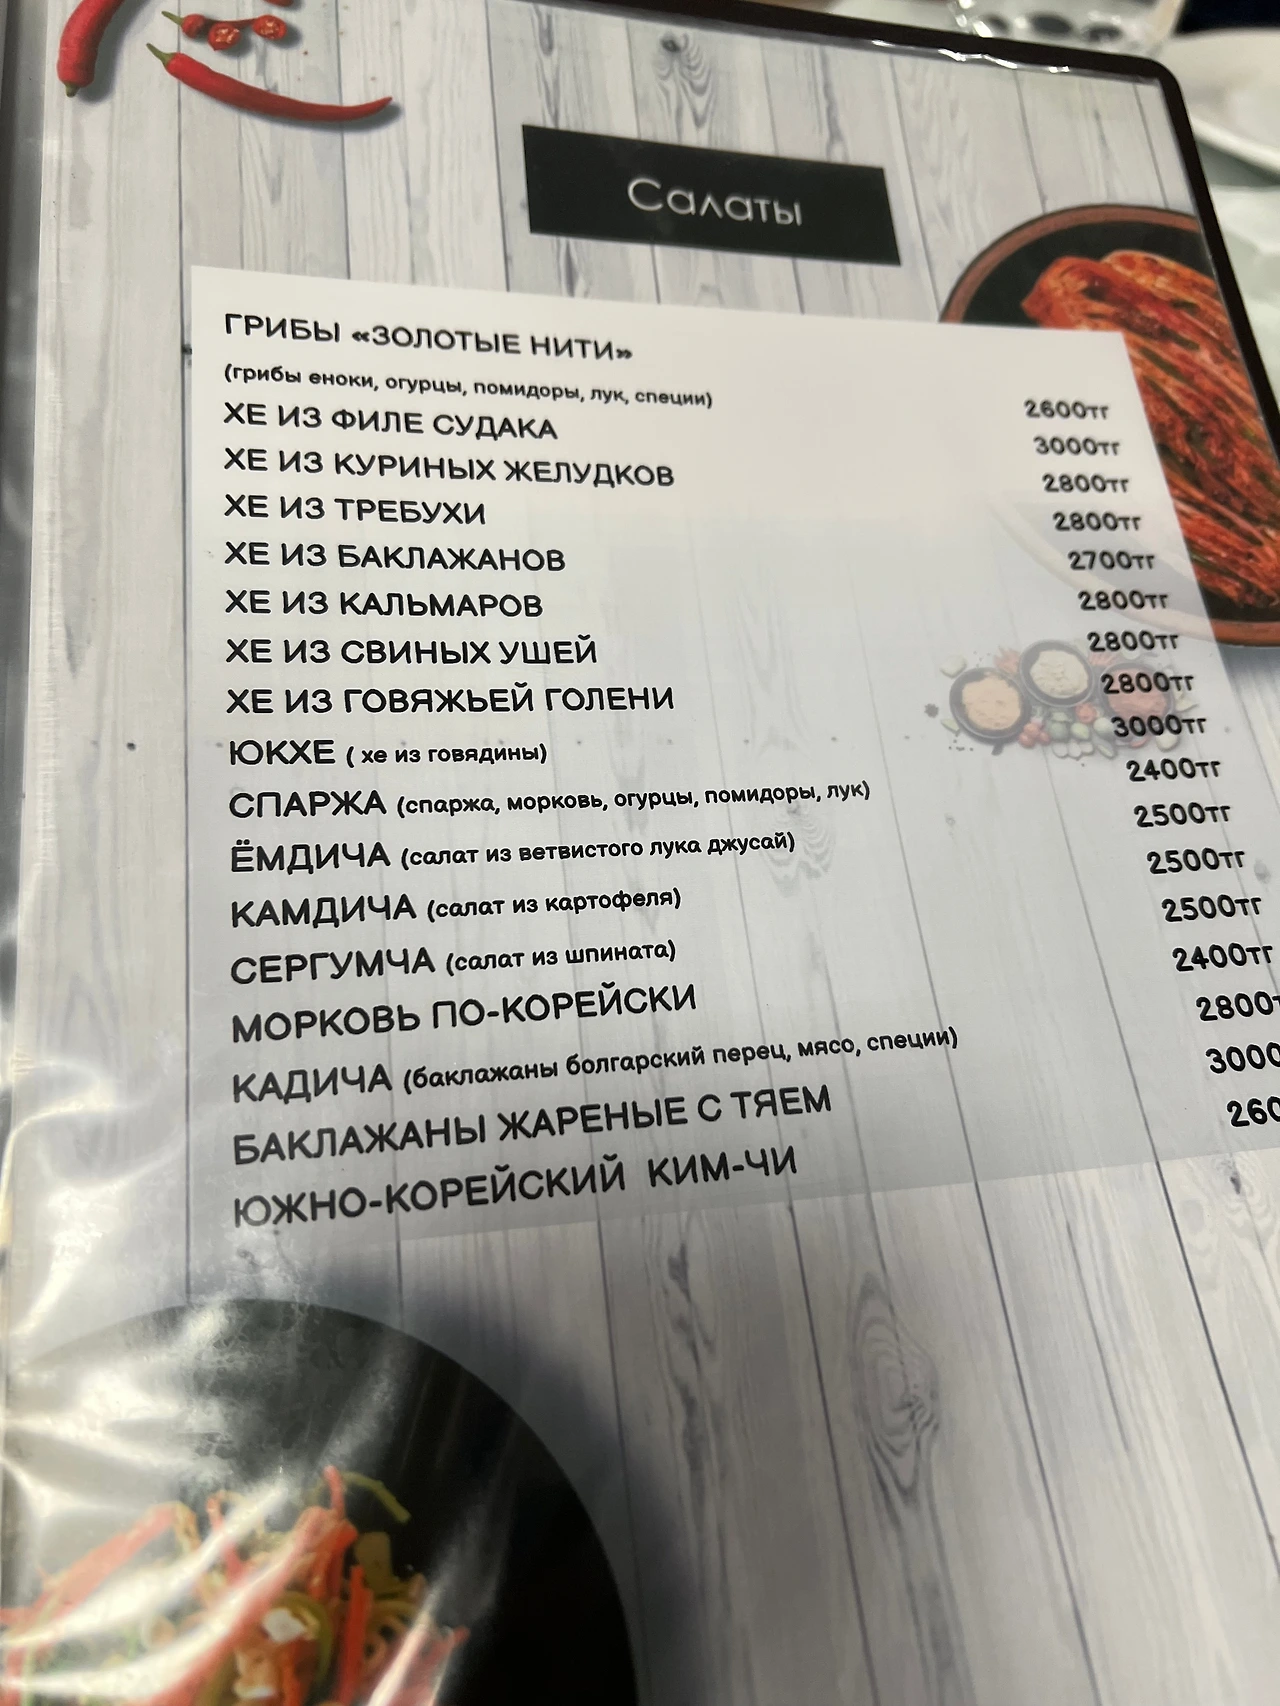 Салаты
ГРИБЫ «ЗОЛОТЫЕ НИТИ»
(грибы еноки, огурцы, помидоры, лук, специи) 2600тг
ХЕ ИЗ ФИЛЕ СУДАКА 3000тг
ХЕ ИЗ КУРИНЫХ ЖЕЛУДКОВ 2800тг
ХЕ ИЗ ТРЕБУХИ 2800тг
ХЕ ИЗ БАКЛАЖАНОВ 2700тг
ХЕ ИЗ КАЛЬМАРОВ 2800тг
ХЕ ИЗ СВИНЫХ УШЕЙ 2800тг
ХЕ ИЗ ГОВЯЖЬЕЙ ГОЛЕНИ 2800тг
ЮКХЕ ( хе из говядины) 3000тг
СПАРЖА (спаржа, морковь, огурцы, помидоры, лук) 2400тг
ЁМДИЧА (салат из ветвистого лука джусай) 2500тг
КАМДИЧА (салат из картофеля) 2500тг
СЕРГУМЧА (салат из шпината) 2500тг
МОРКОВЬ ПО-КОРЕЙСКИ 2400тг
КАДИЧА (баклажаны болгарский перец, мясо, специи) 2800т
БАКЛАЖАНЫ ЖАРЕНЫЕ С ТЯЕМ 3000
ЮЖНО-КОРЕЙСКИЙ КИМ-ЧИ 260